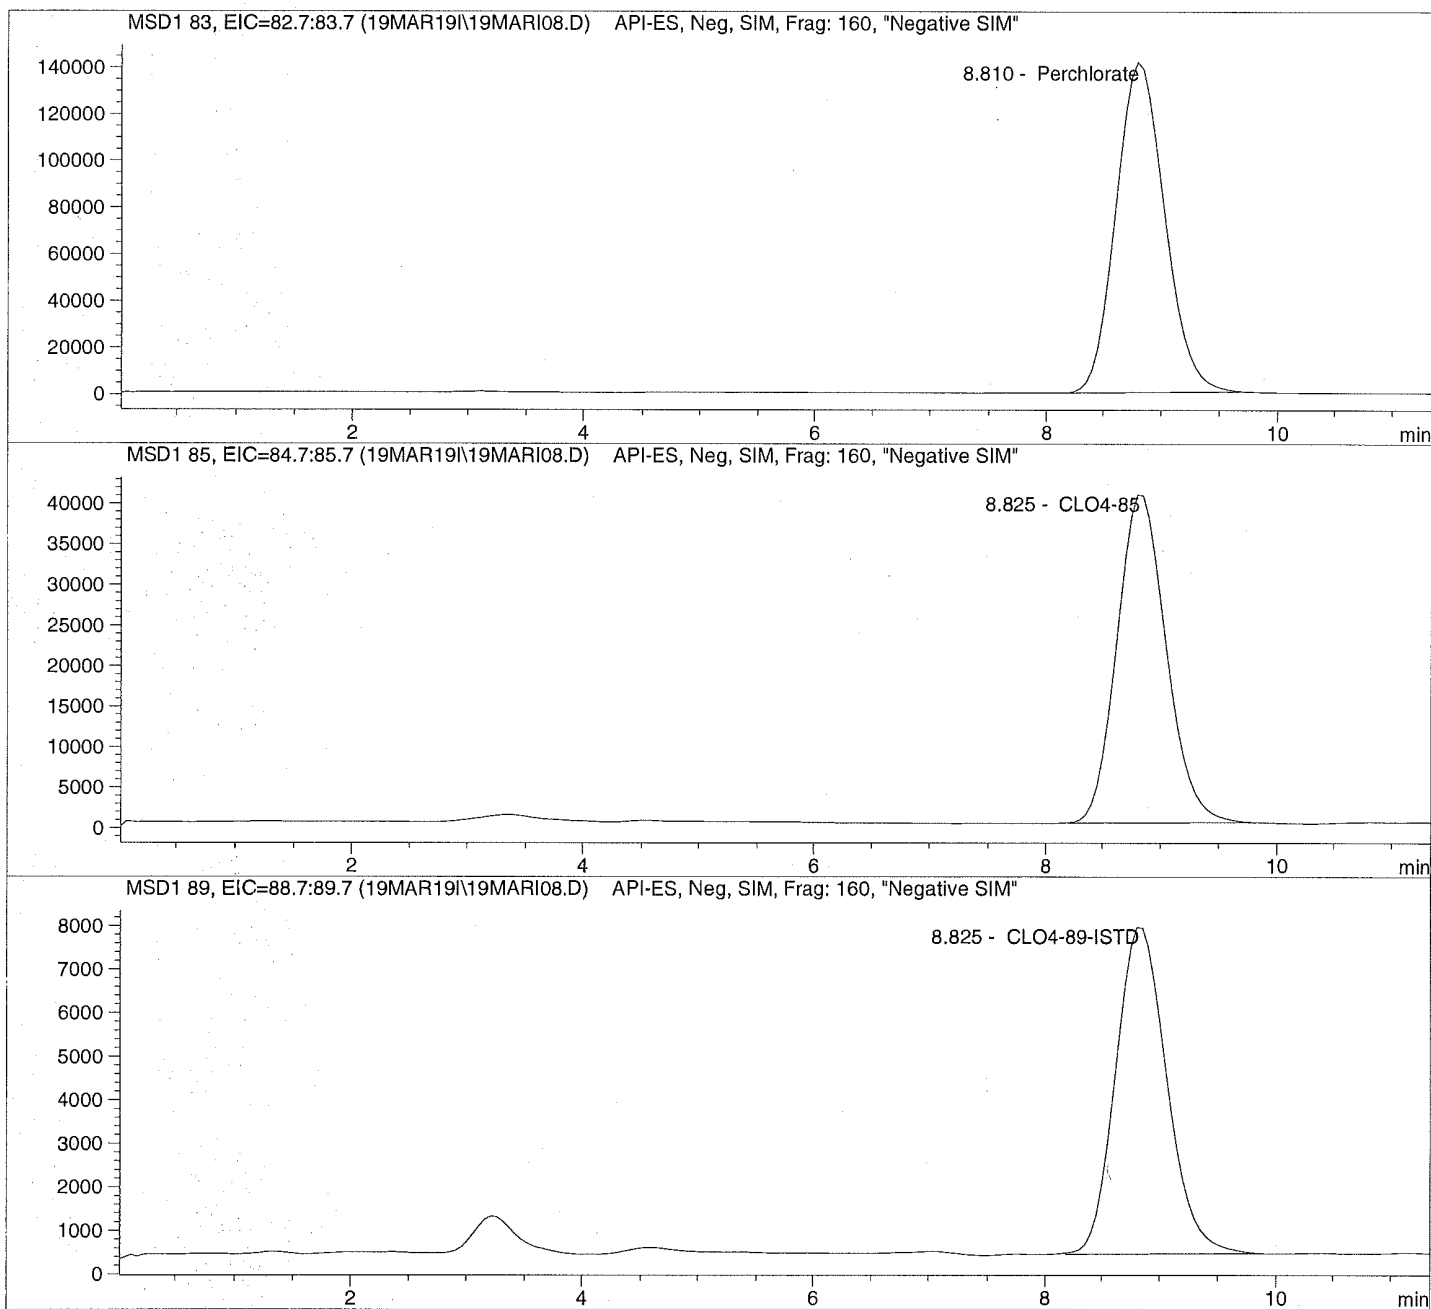 MSD1 83, EIC=82.7:83.7 (19MAR19I\19MARI08.D) API-ES, Neg, SIM, Frag: 160, "Negative SIM"
8.810 - Perchlorate
140000
120000
100000
80000
60000
40000
20000
0
2 4 6 8 10 min
MSD1 85, EIC=84.7:85.7 (19MAR19I\19MARI08.D) API-ES, Neg, SIM, Frag: 160, "Negative SIM"
8.825 - CLO4-85
40000
35000
30000
25000
20000
15000
10000
5000
0
2 4 6 8 10 min
MSD1 89, EIC=88.7:89.7 (19MAR19I\19MARI08.D) API-ES, Neg, SIM, Frag: 160, "Negative SIM"
8.825 - CLO4-89-ISTD
8000
7000
6000
5000
4000
3000
2000
1000
0
2 4 6 8 10 min